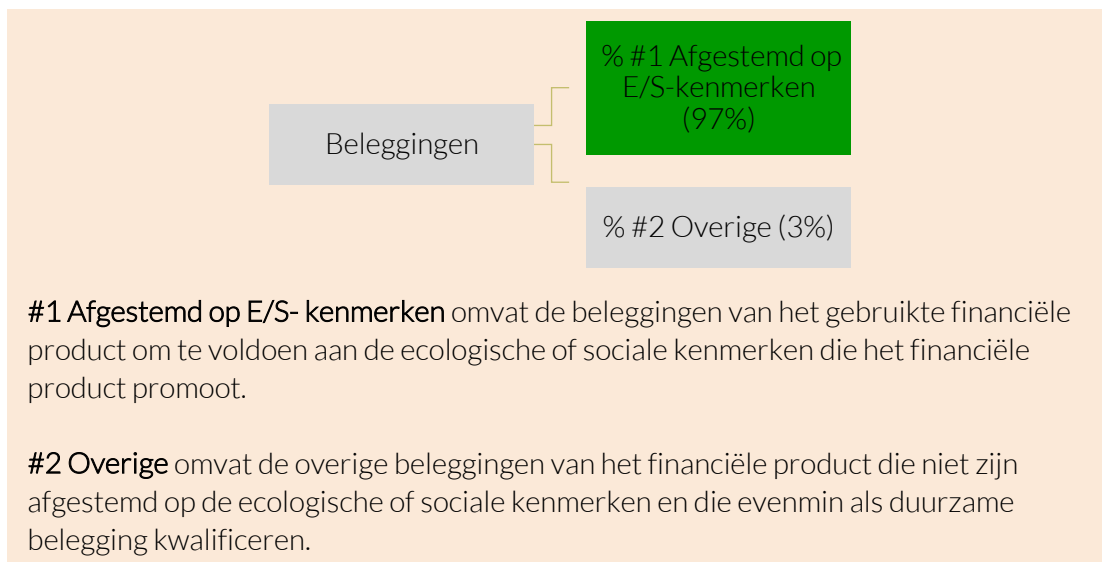 % #1 Afgestemd op
E/S-kenmerken
(97%)
Beleggingen
% #2 Overige (3%)
#1 Afgestemd op E/S- kenmerken omvat de beleggingen van het gebruikte financiële
product om te voldoen aan de ecologische of sociale kenmerken die het financiële
product promoot.
#2 Overige omvat de overige beleggingen van het financiële product die niet zijn
afgestemd op de ecologische of sociale kenmerken en die evenmin als duurzame
belegging kwalificeren.